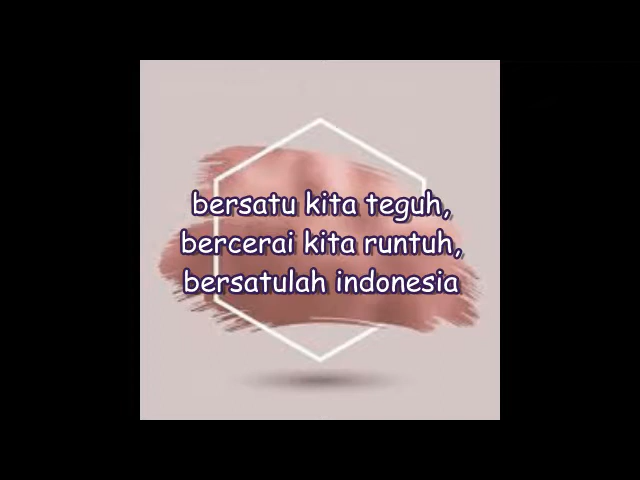 bersatu kita teguh,
bercerai kita runtuh,
bersatulah indonesia